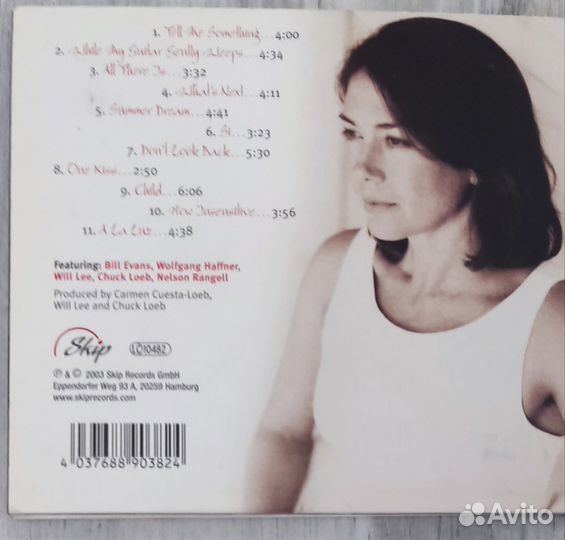 1. Tell Me Something...4:00
2. While My Guitar Gently Weeps...4:34
3. All There Is...3:32
4. What's Next...4:11
5. Summer Dream...4:41
6. Si...3:23
7. Don't Look Back...5:30
8. One Kiss...2:50
9. Child...6:06
10. How Insensitive...3:56
11. A La Luz...4:38
Featuring: Bill Evans, Wolfgang Haffner,
Will Lee, Chuck Loeb, Nelson Rangell
Produced by Carmen Cuesta-Loeb,
Will Lee and Chuck Loeb
Skip
LC10482
℗ & © 2003 Skip Records GmbH
Eppendorfer Weg 93 A, 20259 Hamburg
www.skiprecords.com
4 037688 903824
Avito